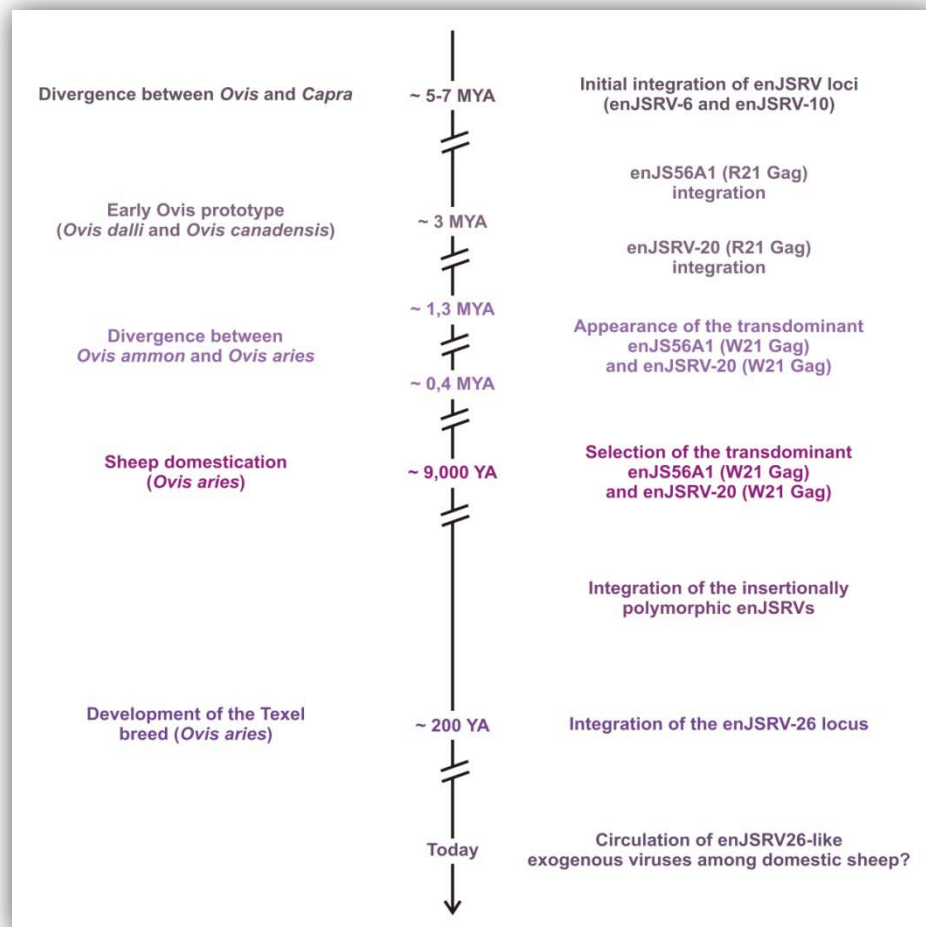 Divergence between Ovis and Capra
~ 5-7 MYA
Initial integration of enJSRV loci
(enJSRV-6 and enJSRV-10)
enJS56A1 (R21 Gag)
integration
Early Ovis prototype
(Ovis dalli and Ovis canadensis)
~ 3 MYA
enJSRV-20 (R21 Gag)
integration
~ 1,3 MYA
Divergence between
Ovis ammon and Ovis aries
Appearance of the transdominant
enJS56A1 (W21 Gag)
and enJSRV-20 (W21 Gag)
~ 0,4 MYA
Sheep domestication
(Ovis aries)
~ 9,000 YA
Selection of the transdominant
enJS56A1 (W21 Gag)
and enJSRV-20 (W21 Gag)
Integration of the insertionally
polymorphic enJSRVs
Development of the Texel
breed (Ovis aries)
~ 200 YA
Integration of the enJSRV-26 locus
Today
Circulation of enJSRV26-like
exogenous viruses among domestic sheep?